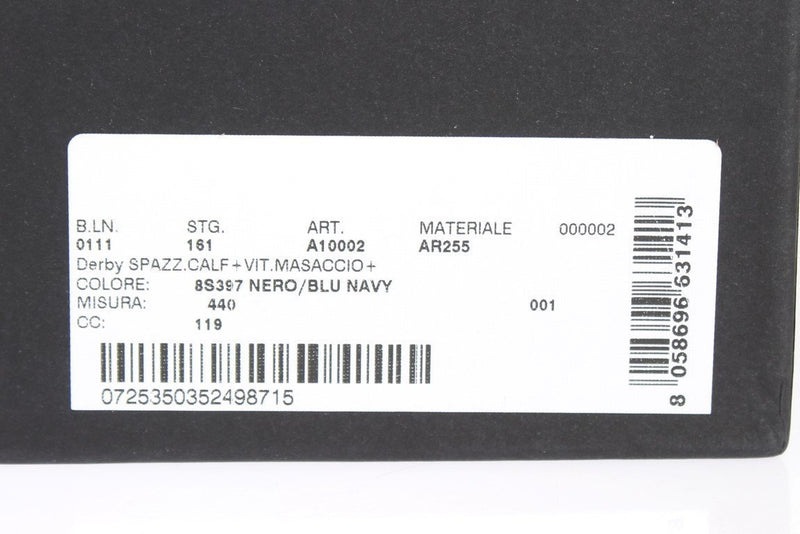 B.LN. STG. ART. MATERIALE 000002
0111 161 A10002 AR255
Derby SPAZZ.CALF+VIT.MASACCIO+
COLORE: 8S397 NERO/BLU NAVY
MISURA: 440 001
CC: 119
0725350352498715
8 058696 631413